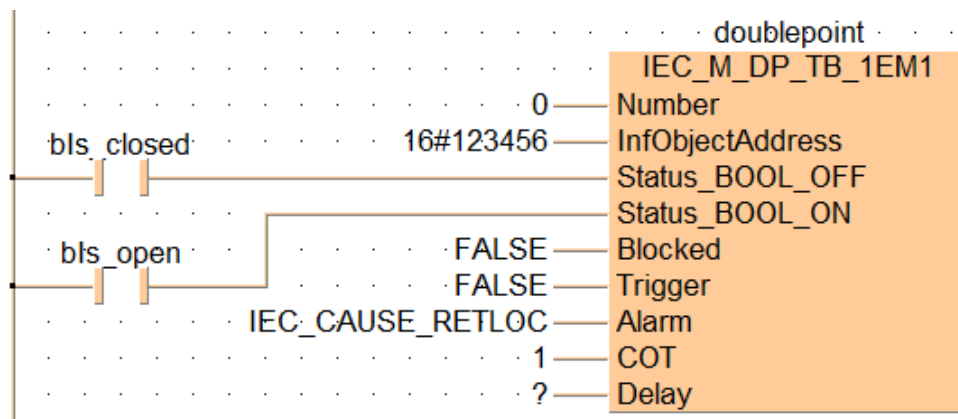 doublepoint
IEC_M_DP_TB_1EM1
0 Number
bIs_closed 16#123456 InfObjectAddress
Status_BOOL_OFF
Status_BOOL_ON
bIs_open FALSE Blocked
FALSE Trigger
IEC_CAUSE_RETLOC Alarm
1 COT
? Delay